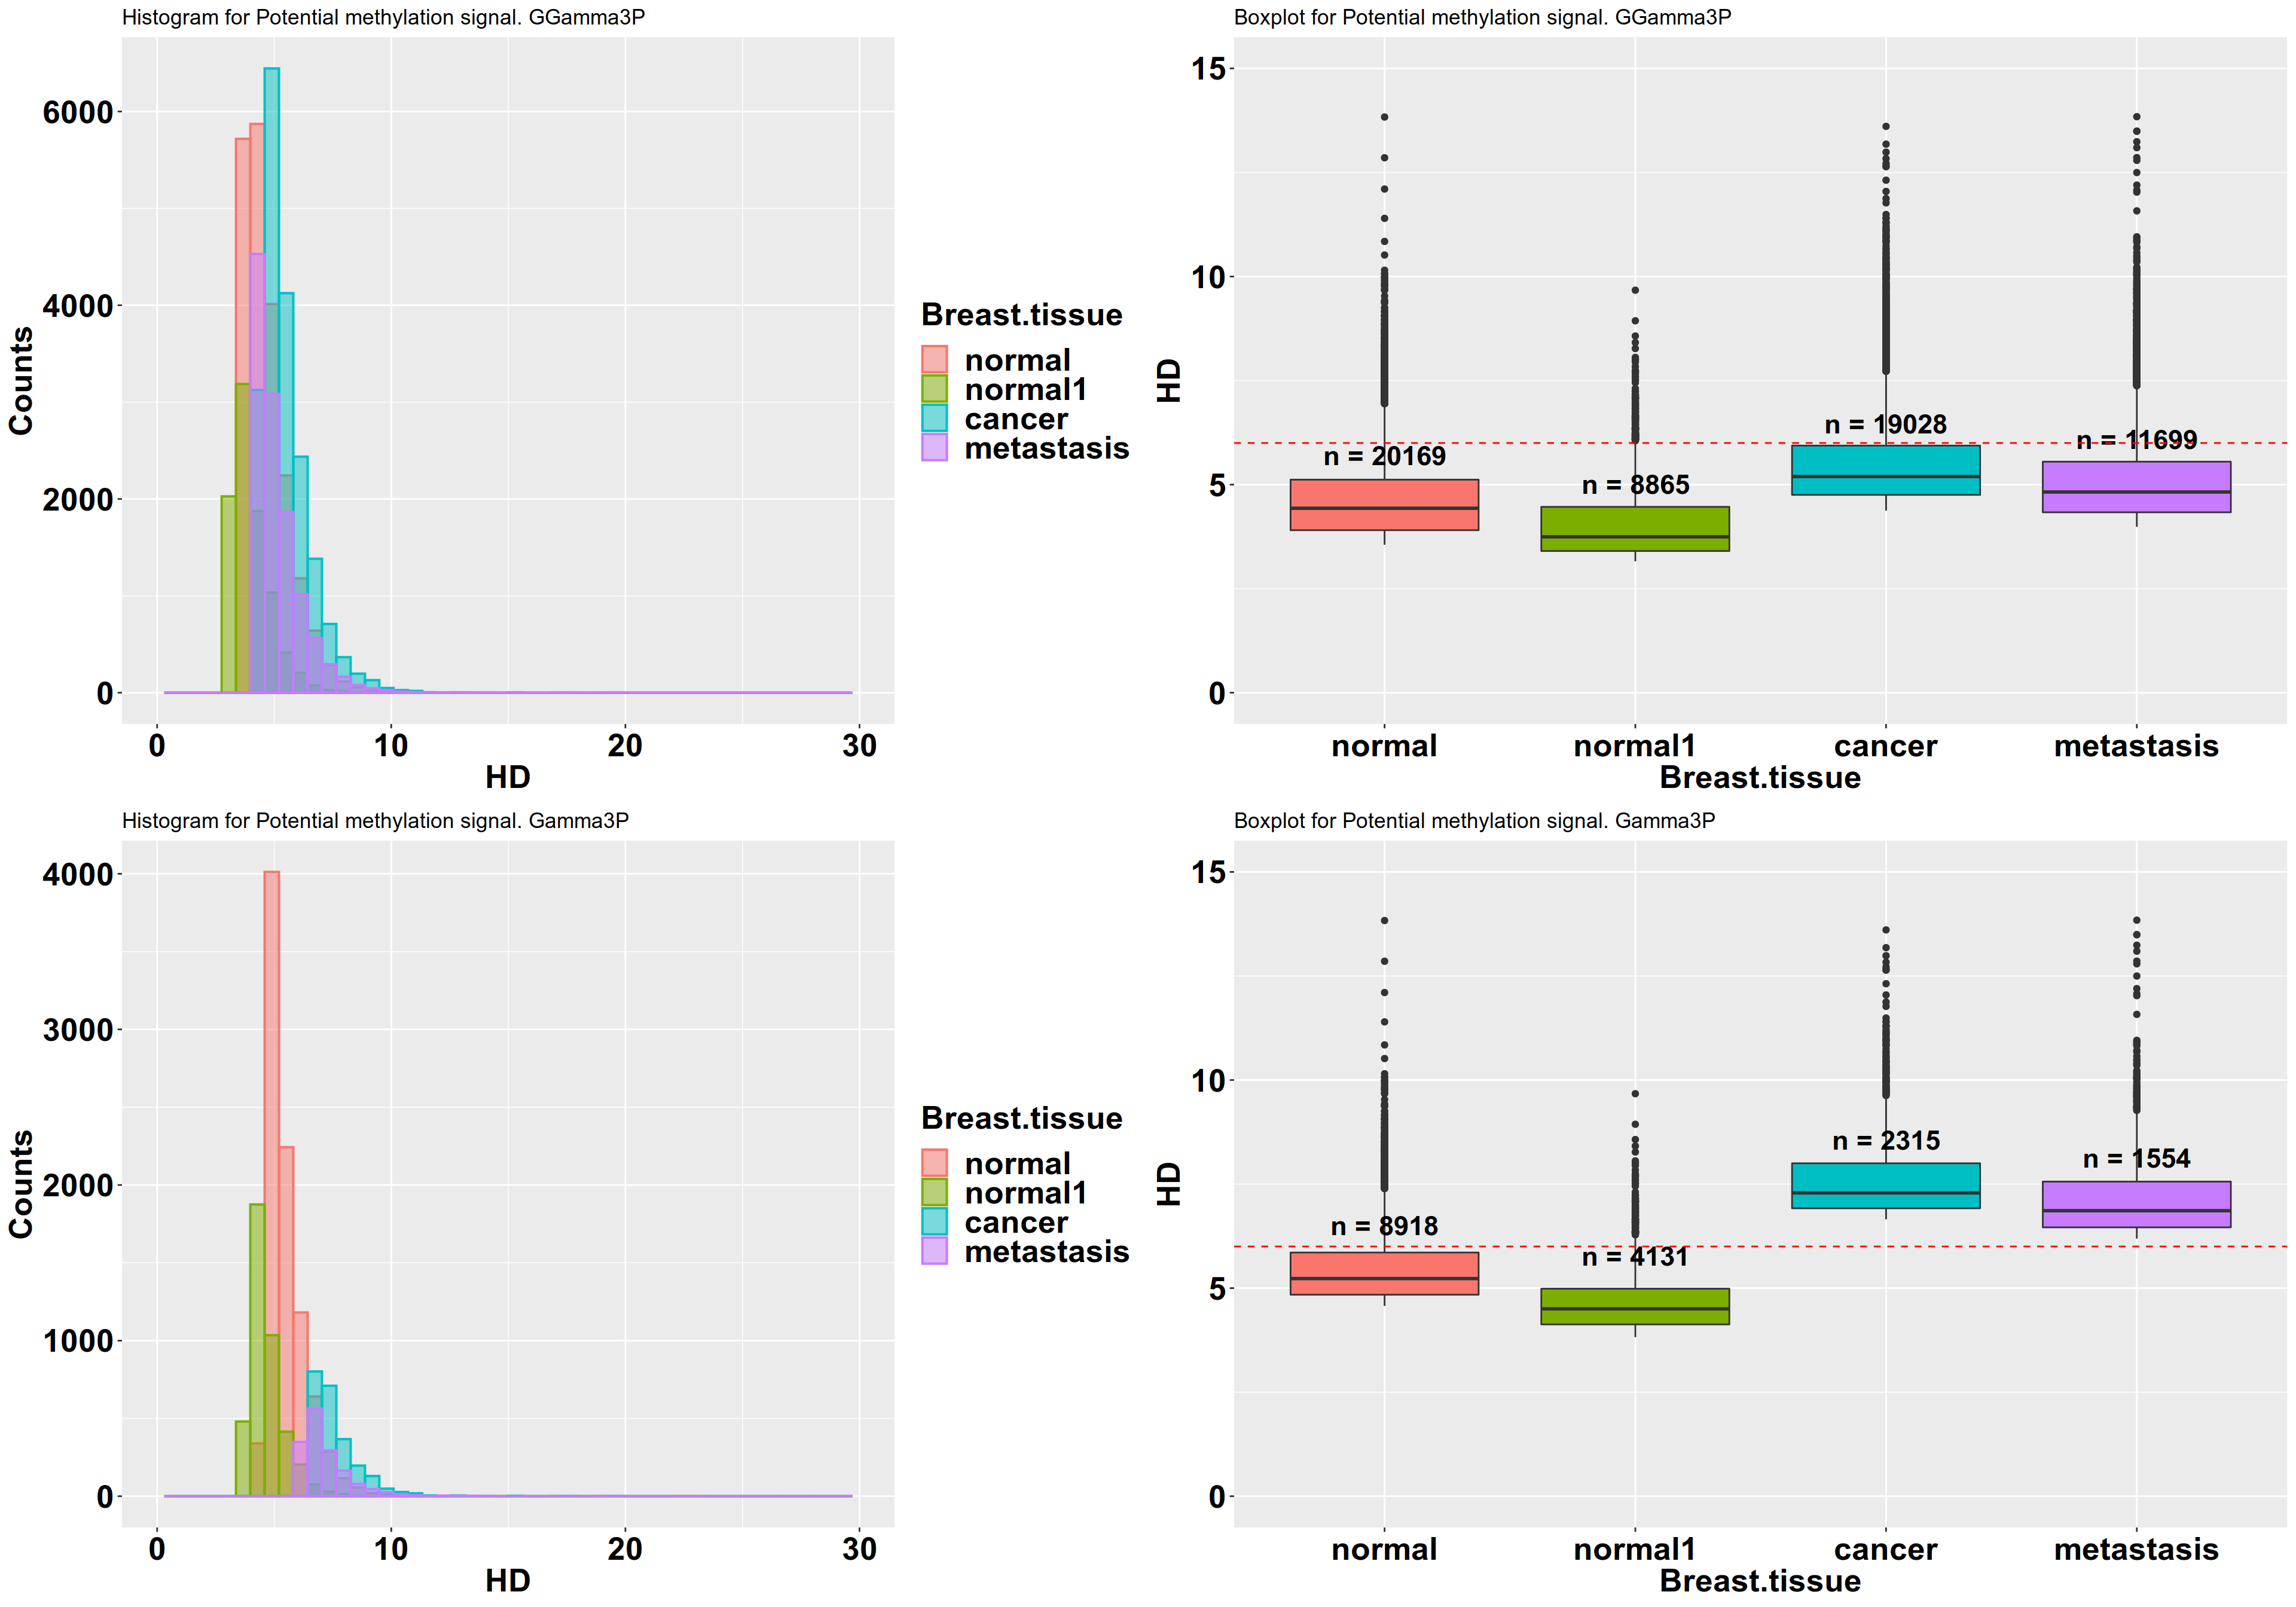 Histogram for Potential methylation signal. GGamma3P
6000
4000
2000
0
Counts
0 10 20 30
HD
Breast.tissue
normal
normal1
cancer
metastasis
Boxplot for Potential methylation signal. GGamma3P
15
10
5
0
HD
n = 20169
n = 8865
n = 19028
n = 11699
normal normal1 cancer metastasis
Breast.tissue
Histogram for Potential methylation signal. Gamma3P
4000
3000
2000
1000
0
Counts
0 10 20 30
HD
Breast.tissue
normal
normal1
cancer
metastasis
Boxplot for Potential methylation signal. Gamma3P
15
10
5
0
HD
n = 8918
n = 4131
n = 2315
n = 1554
normal normal1 cancer metastasis
Breast.tissue